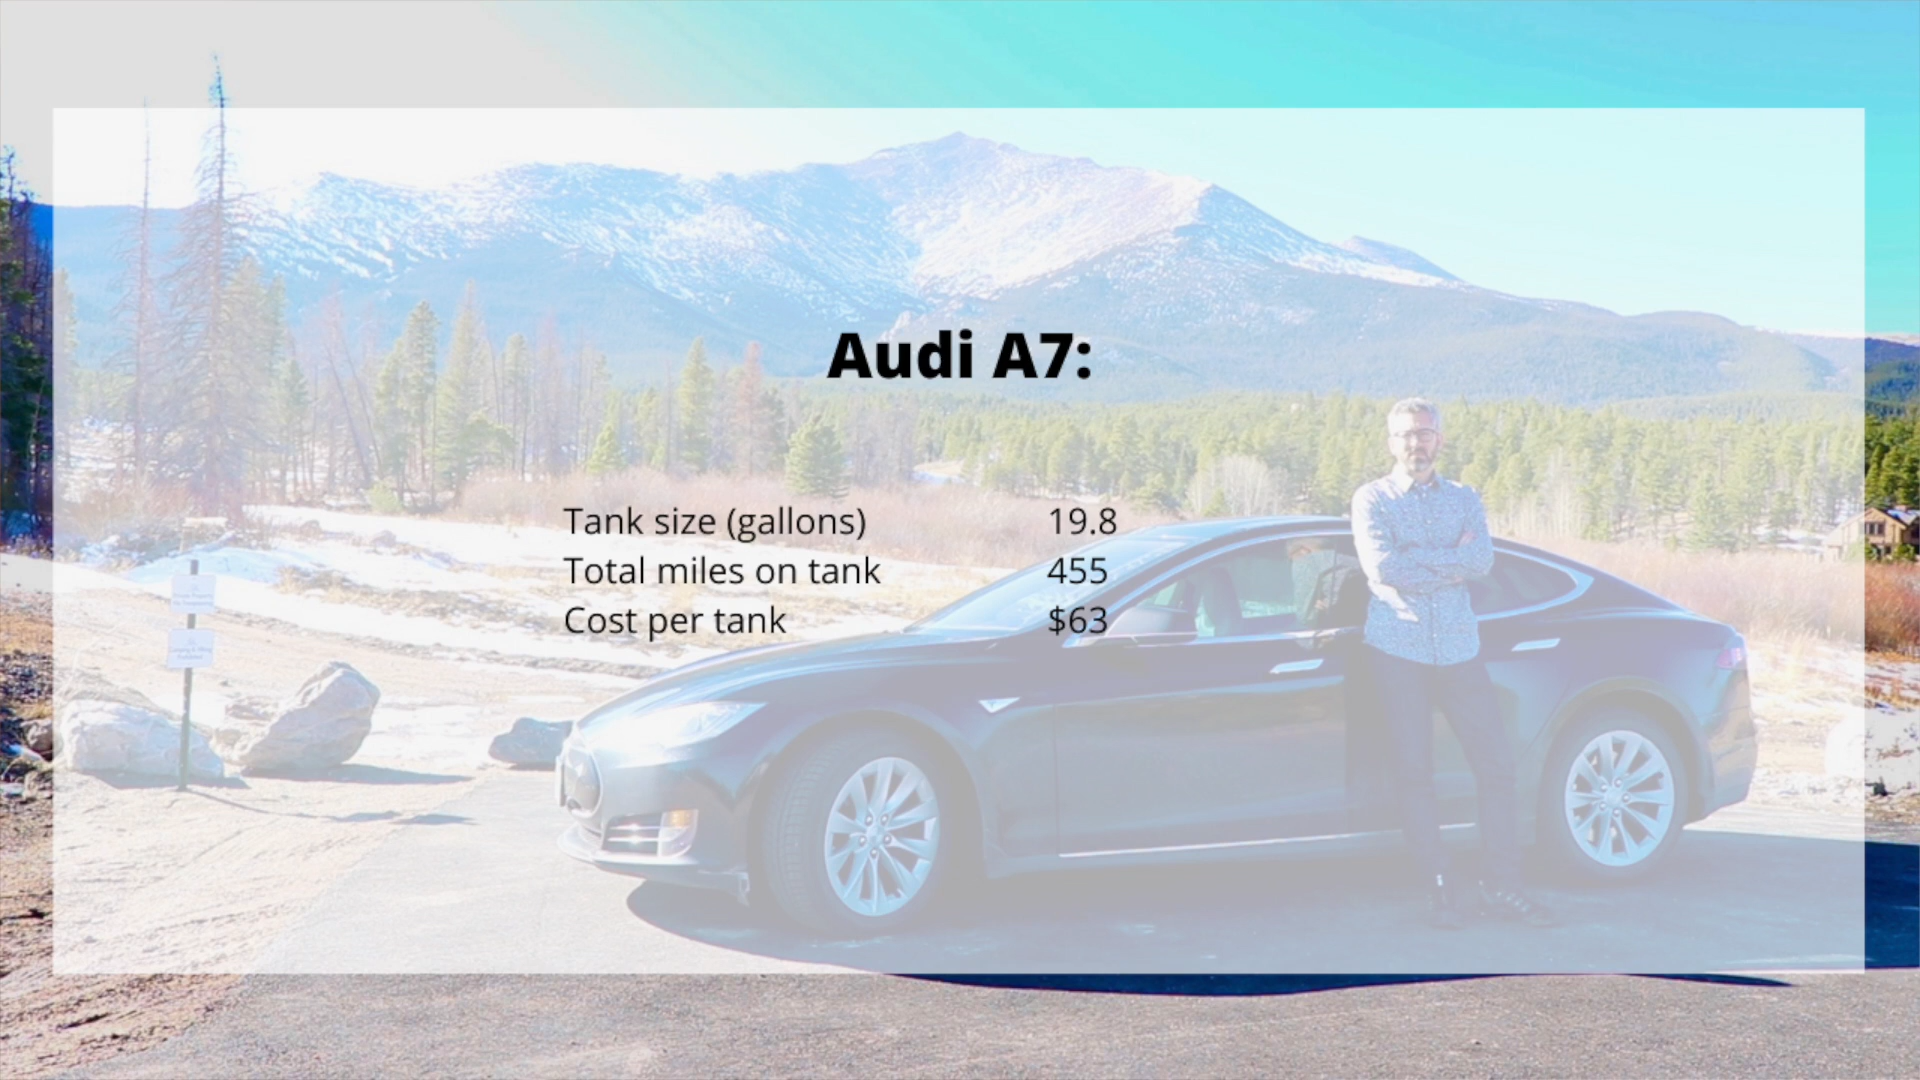 Audi A7:
Tank size (gallons) 19.8
Total miles on tank 455
Cost per tank $63